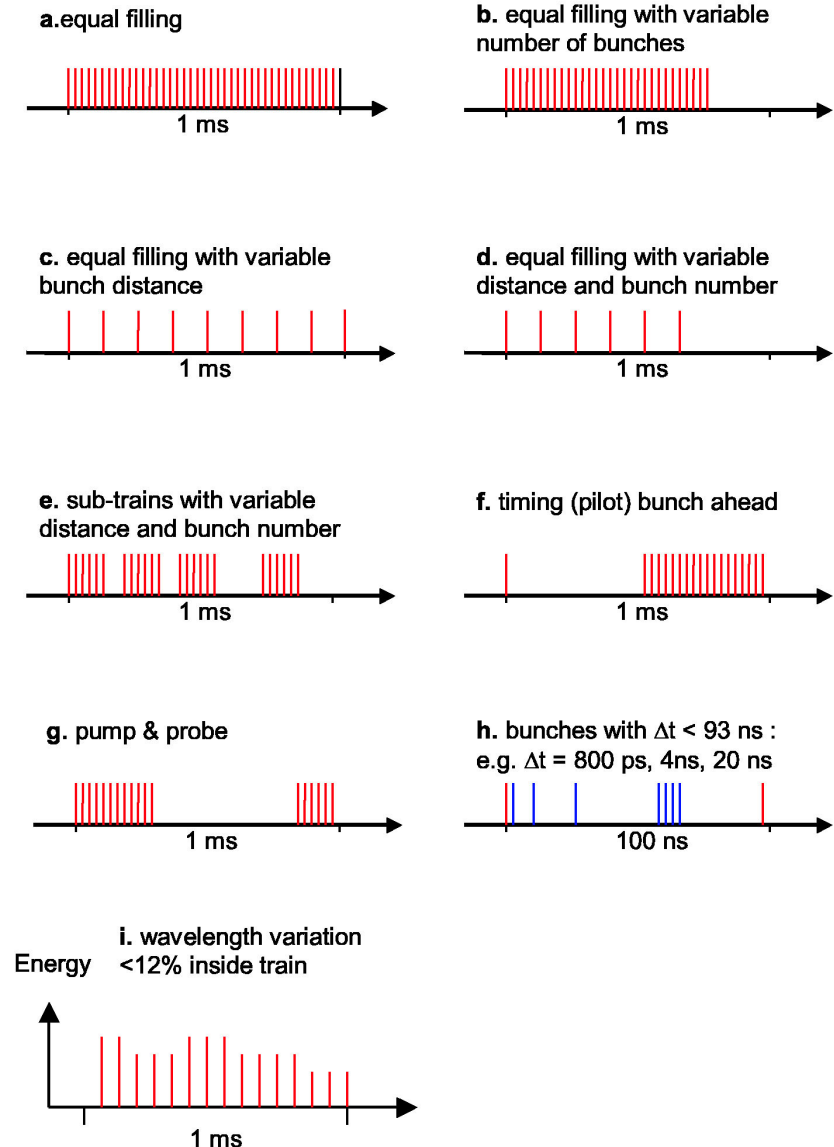 a.equal filling
1 ms
b. equal filling with variable
number of bunches
1 ms
c. equal filling with variable
bunch distance
1 ms
d. equal filling with variable
distance and bunch number
1 ms
e. sub-trains with variable
distance and bunch number
1 ms
f. timing (pilot) bunch ahead
1 ms
g. pump & probe
1 ms
h. bunches with Δt < 93 ns :
e.g. Δt = 800 ps, 4ns, 20 ns
100 ns
i. wavelength variation
<12% inside train
Energy
1 ms